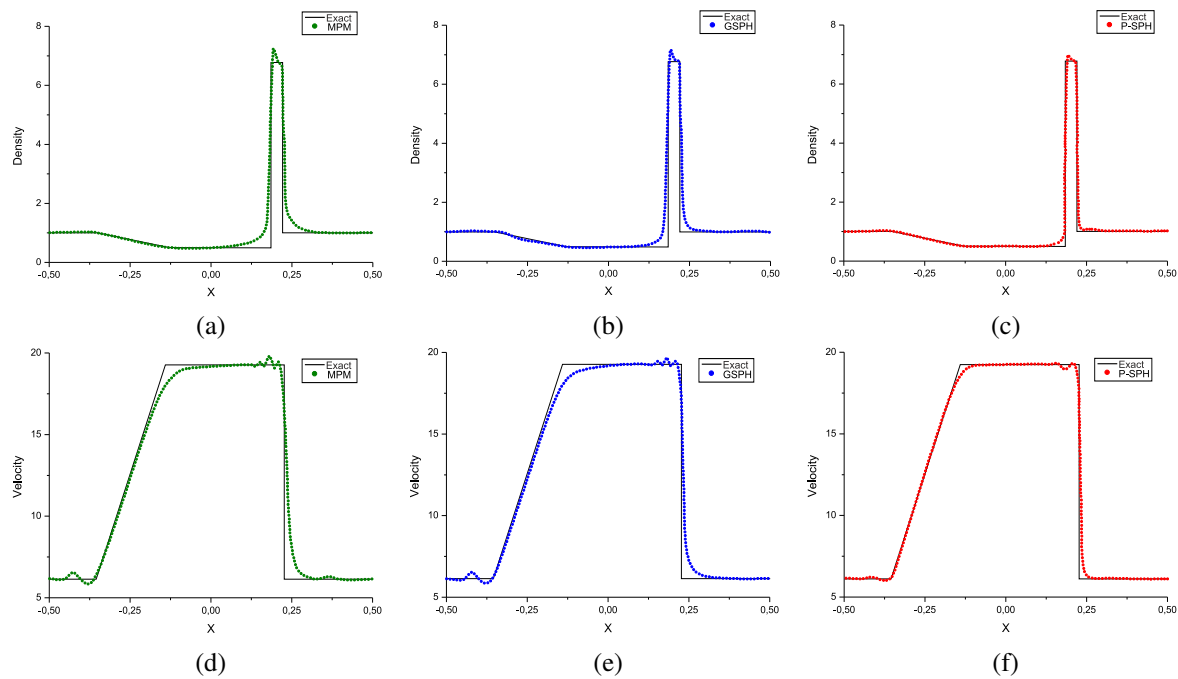 Exact
MPM
Density
8
6
4
2
0
-0,50
-0,25
0,00
0,25
0,50
X
(a)
Exact
GSPH
Density
8
6
4
2
0
-0,50
-0,25
0,00
0,25
0,50
X
(b)
Exact
P-SPH
Density
8
6
4
2
0
-0,50
-0,25
0,00
0,25
0,50
X
(c)
Exact
MPM
Velocity
20
15
10
5
-0,50
-0,25
0,00
0,25
0,50
X
(d)
Exact
GSPH
Velocity
20
15
10
5
-0,50
-0,25
0,00
0,25
0,50
X
(e)
Exact
P-SPH
Velocity
20
15
10
5
-0,50
-0,25
0,00
0,25
0,50
X
(f)